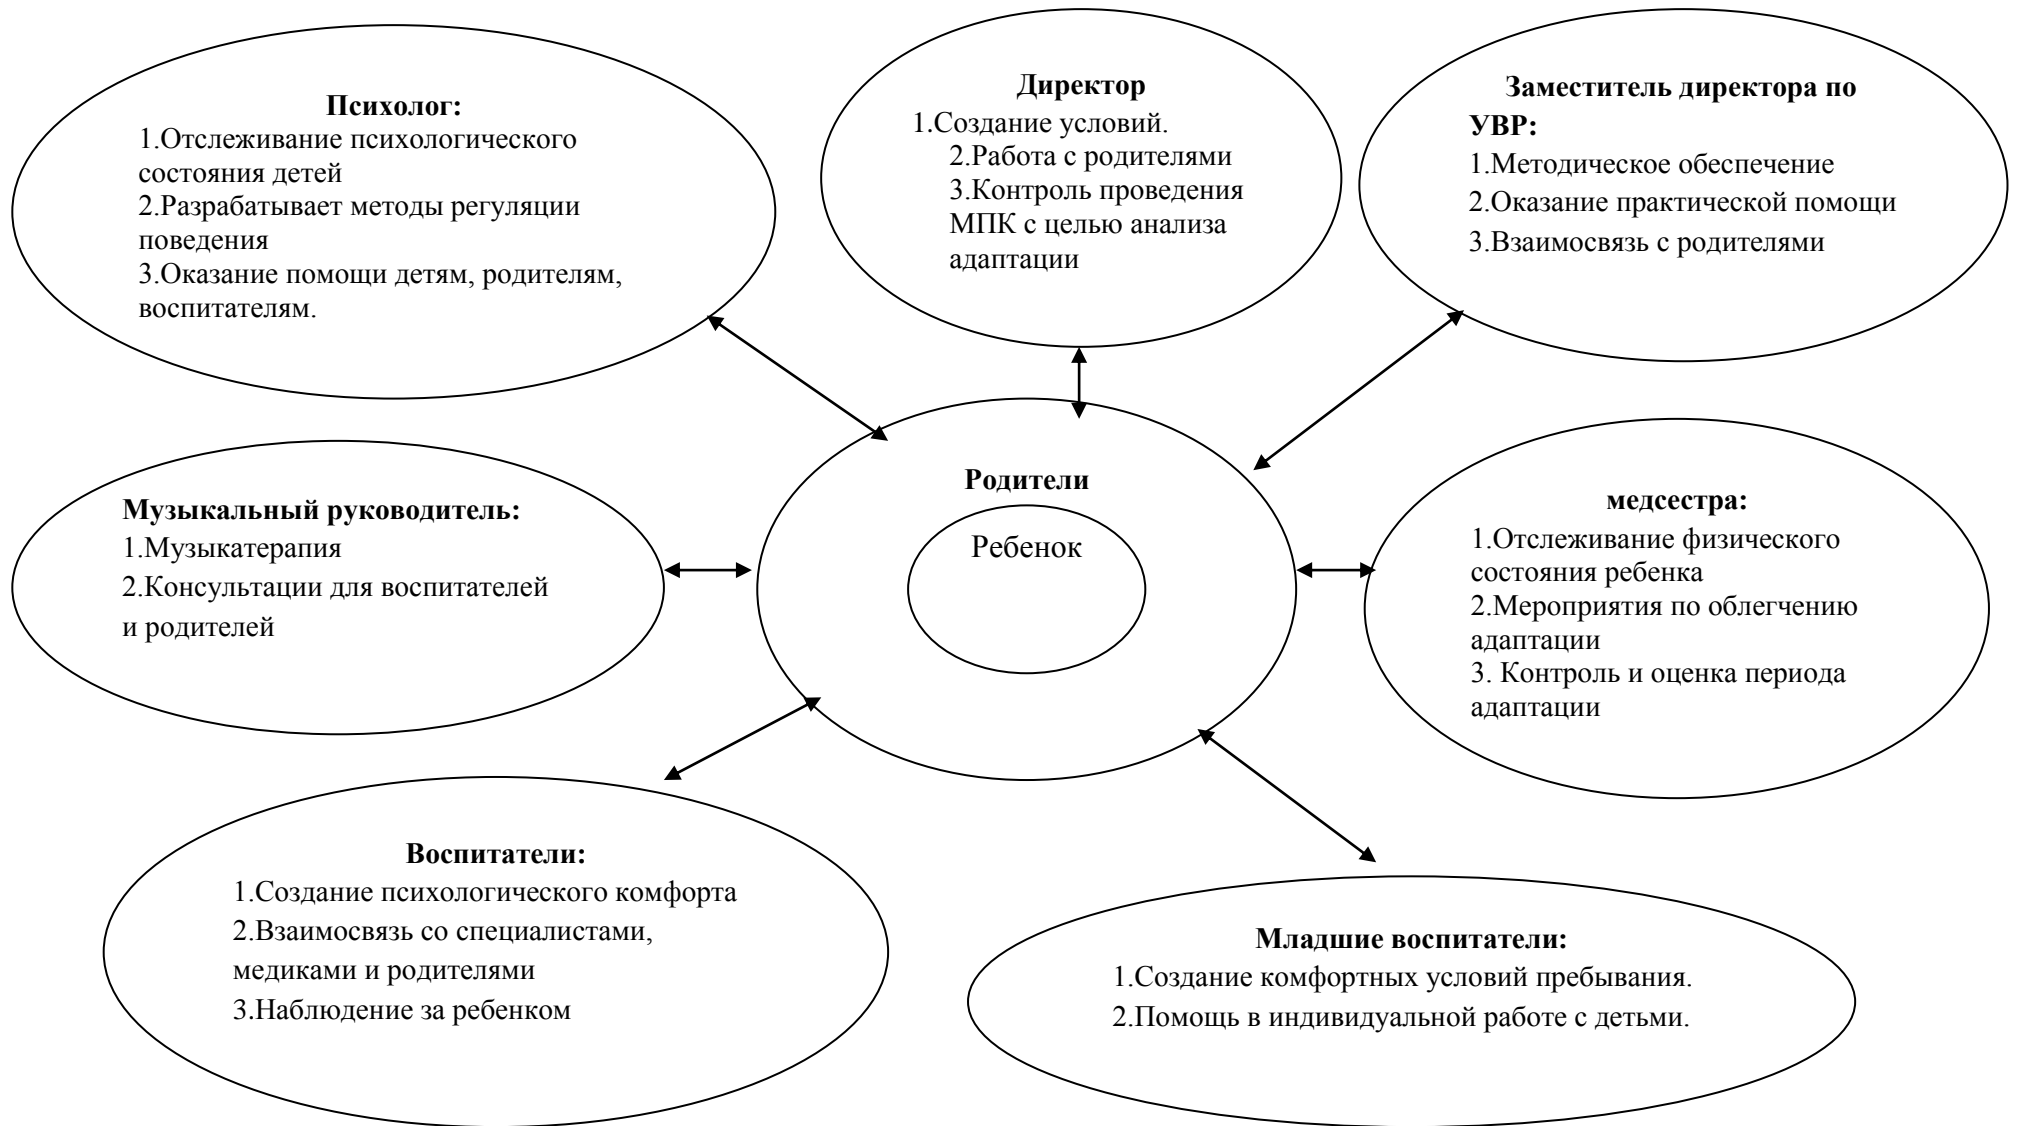 Психолог:
1.Отслеживание психологического
состояния детей
2.Разрабатывает методы регуляции
поведения
3.Оказание помощи детям, родителям,
воспитателям.
Директор
1.Создание условий.
2.Работа с родителями
3.Контроль проведения
МПК с целью анализа
адаптации
Заместитель директора по
УВР:
1.Методическое обеспечение
2.Оказание практической помощи
3.Взаимосвязь с родителями
Музыкальный руководитель:
1.Музыкатерапия
2.Консультации для воспитателей
и родителей
Родители
Ребенок
медсестра:
1.Отслеживание физического
состояния ребенка
2.Мероприятия по облегчению
адаптации
3. Контроль и оценка периода
адаптации
Воспитатели:
1.Создание психологического комфорта
2.Взаимосвязь со специалистами,
медиками и родителями
3.Наблюдение за ребенком
Младшие воспитатели:
1.Создание комфортных условий пребывания.
2.Помощь в индивидуальной работе с детьми.